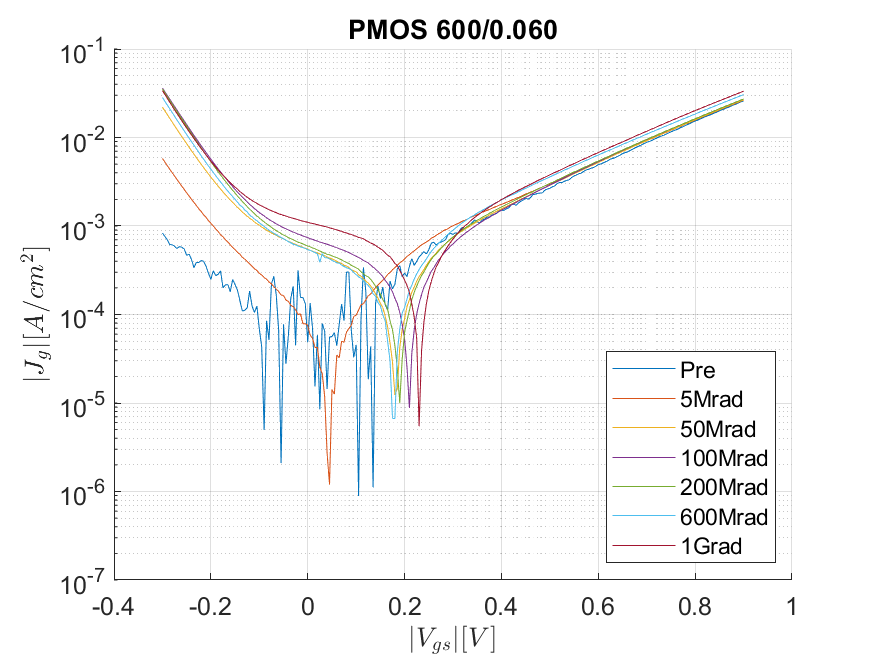 PMOS 600/0.060
10^-1
10^-2
10^-3
10^-4
10^-5
10^-6
10^-7
|J_g|[A/cm^2]
Pre
5Mrad
50Mrad
100Mrad
200Mrad
600Mrad
1Grad
-0.4 -0.2 0 0.2 0.4 0.6 0.8 1
|V_gs|[V]